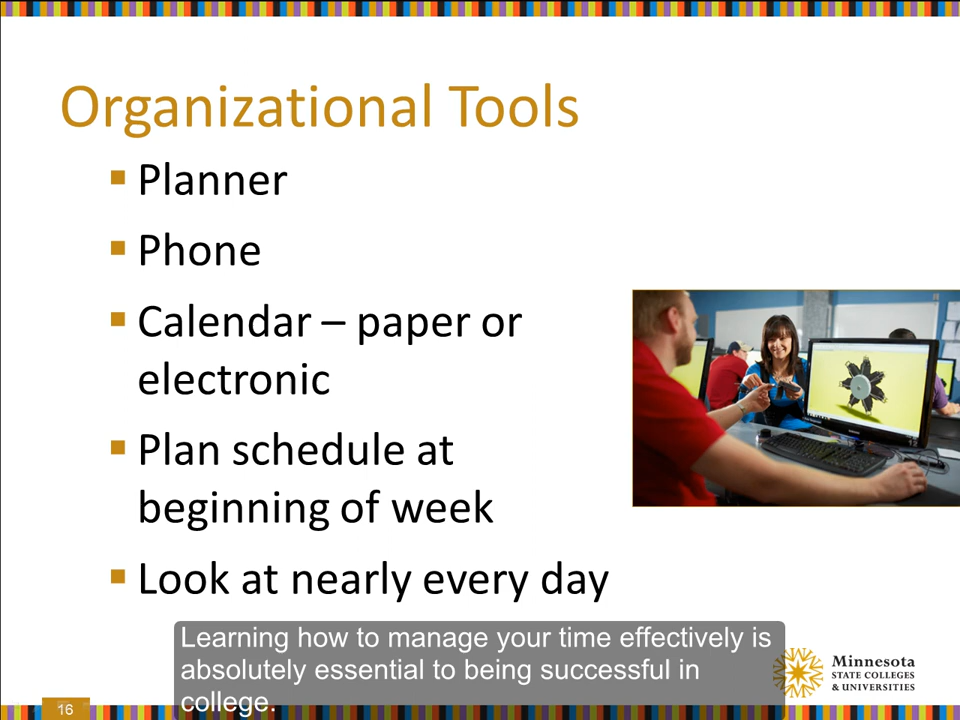 Organizational Tools
▪ Planner
▪ Phone
▪ Calendar – paper or
electronic
▪ Plan schedule at
beginning of week
▪ Look at nearly every day
Learning how to manage your time effectively is
absolutely essential to being successful in
college.
Minnesota
STATE COLLEGES
& UNIVERSITIES
16